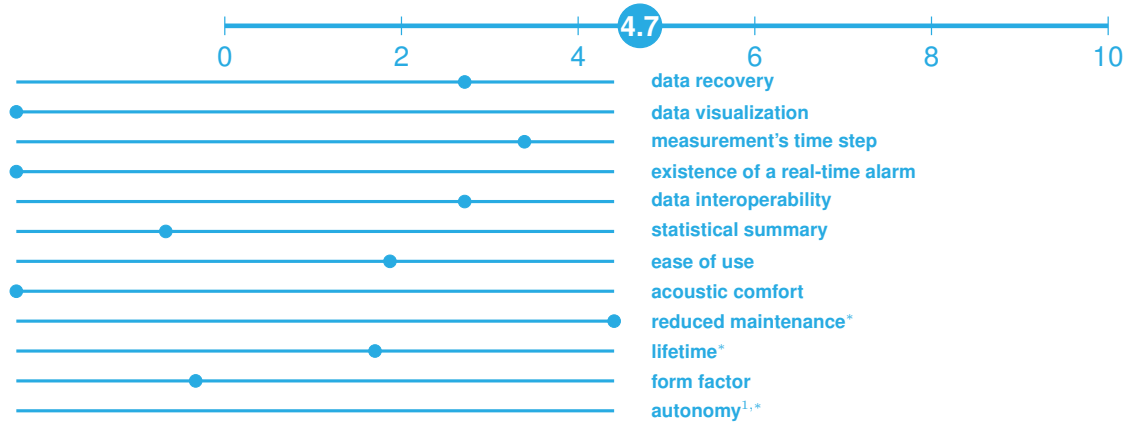 4.7
0 2 4 6 8 10
data recovery
data visualization
measurement's time step
existence of a real-time alarm
data interoperability
statistical summary
ease of use
acoustic comfort
reduced maintenance*
lifetime*
form factor
autonomy1,*